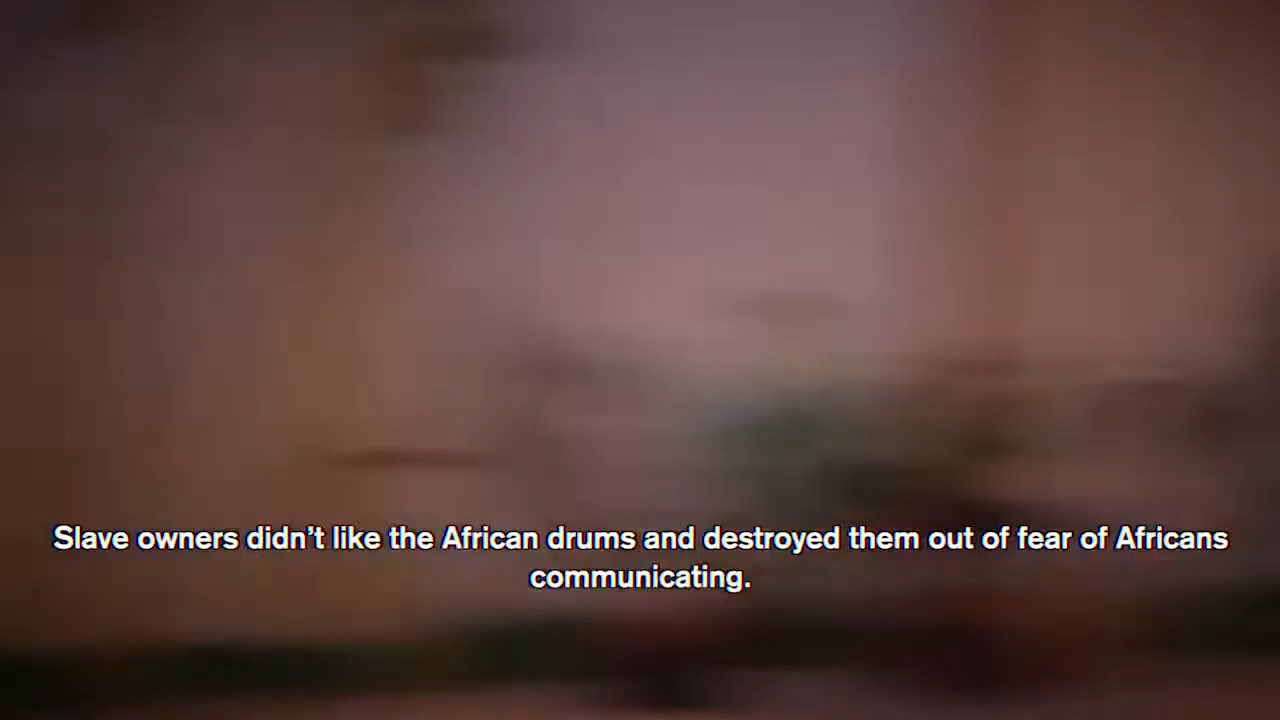 Slave owners didn’t like the African drums and destroyed them out of fear of Africans
communicating.